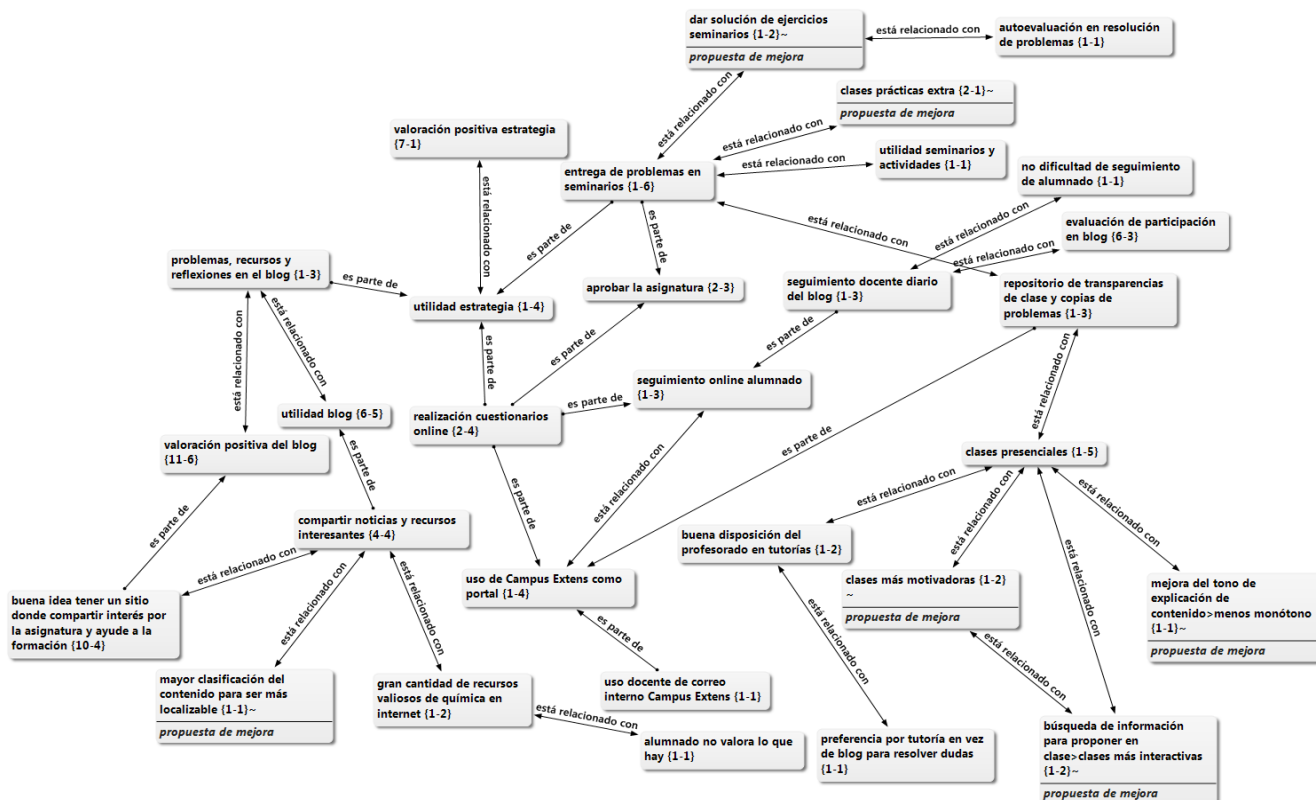 dar solución de ejercicios
seminarios {1-2}~
propuesta de mejora
está relacionado con
autoevaluación en resolución
de problemas {1-1}
está relacionado con
clases prácticas extra {2-1}~
propuesta de mejora
está relacionado con
valoración positiva estrategia
{7-1}
utilidad seminarios y
actividades {1-1}
está relacionado con
entrega de problemas en
seminarios {1-6}
no dificultad de seguimiento
de alumnado {1-1}
está relacionado con
está relacionado con
está relacionado con
evaluación de participación
en blog {6-3}
está relacionado con
es parte de
es parte de
problemas, recursos y
reflexiones en el blog {1-3}
es parte de
utilidad estrategia {1-4}
aprobar la asignatura {2-3}
seguimiento docente diario
del blog {1-3}
repositorio de transparencias
de clase y copias de
problemas {1-3}
está relacionado con
está relacionado con
es parte de
es parte de
es parte de
está relacionado con
seguimiento online alumnado
{1-3}
utilidad blog {6-5}
realización cuestionarios
online {2-4}
es parte de
valoración positiva del blog
{11-6}
es parte de
es parte de
clases presenciales {1-5}
es parte de
es parte de
está relacionado con
está relacionado con
está relacionado con
está relacionado con
está relacionado con
compartir noticias y recursos
interesantes {4-4}
buena disposición del
profesorado en tutorías {1-2}
está relacionado con
está relacionado con
está relacionado con
uso de Campus Extens como
portal {1-4}
clases más motivadoras {1-2}
~
propuesta de mejora
mejora del tono de
explicación de
contenido>menos monótono
{1-1}~
propuesta de mejora
buena idea tener un sitio
donde compartir interés por
la asignatura y ayude a la
formación {10-4}
es parte de
está relacionado con
está relacionado con
mayor clasificación del
contenido para ser más
localizable {1-1}~
propuesta de mejora
gran cantidad de recursos
valiosos de química en
internet {1-2}
uso docente de correo
interno Campus Extens {1-1}
está relacionado con
alumnado no valora lo que
hay {1-1}
preferencia por tutoría en vez
de blog para resolver dudas
{1-1}
búsqueda de información
para proponer en
clase>clases más interactivas
{1-2}~
propuesta de mejora